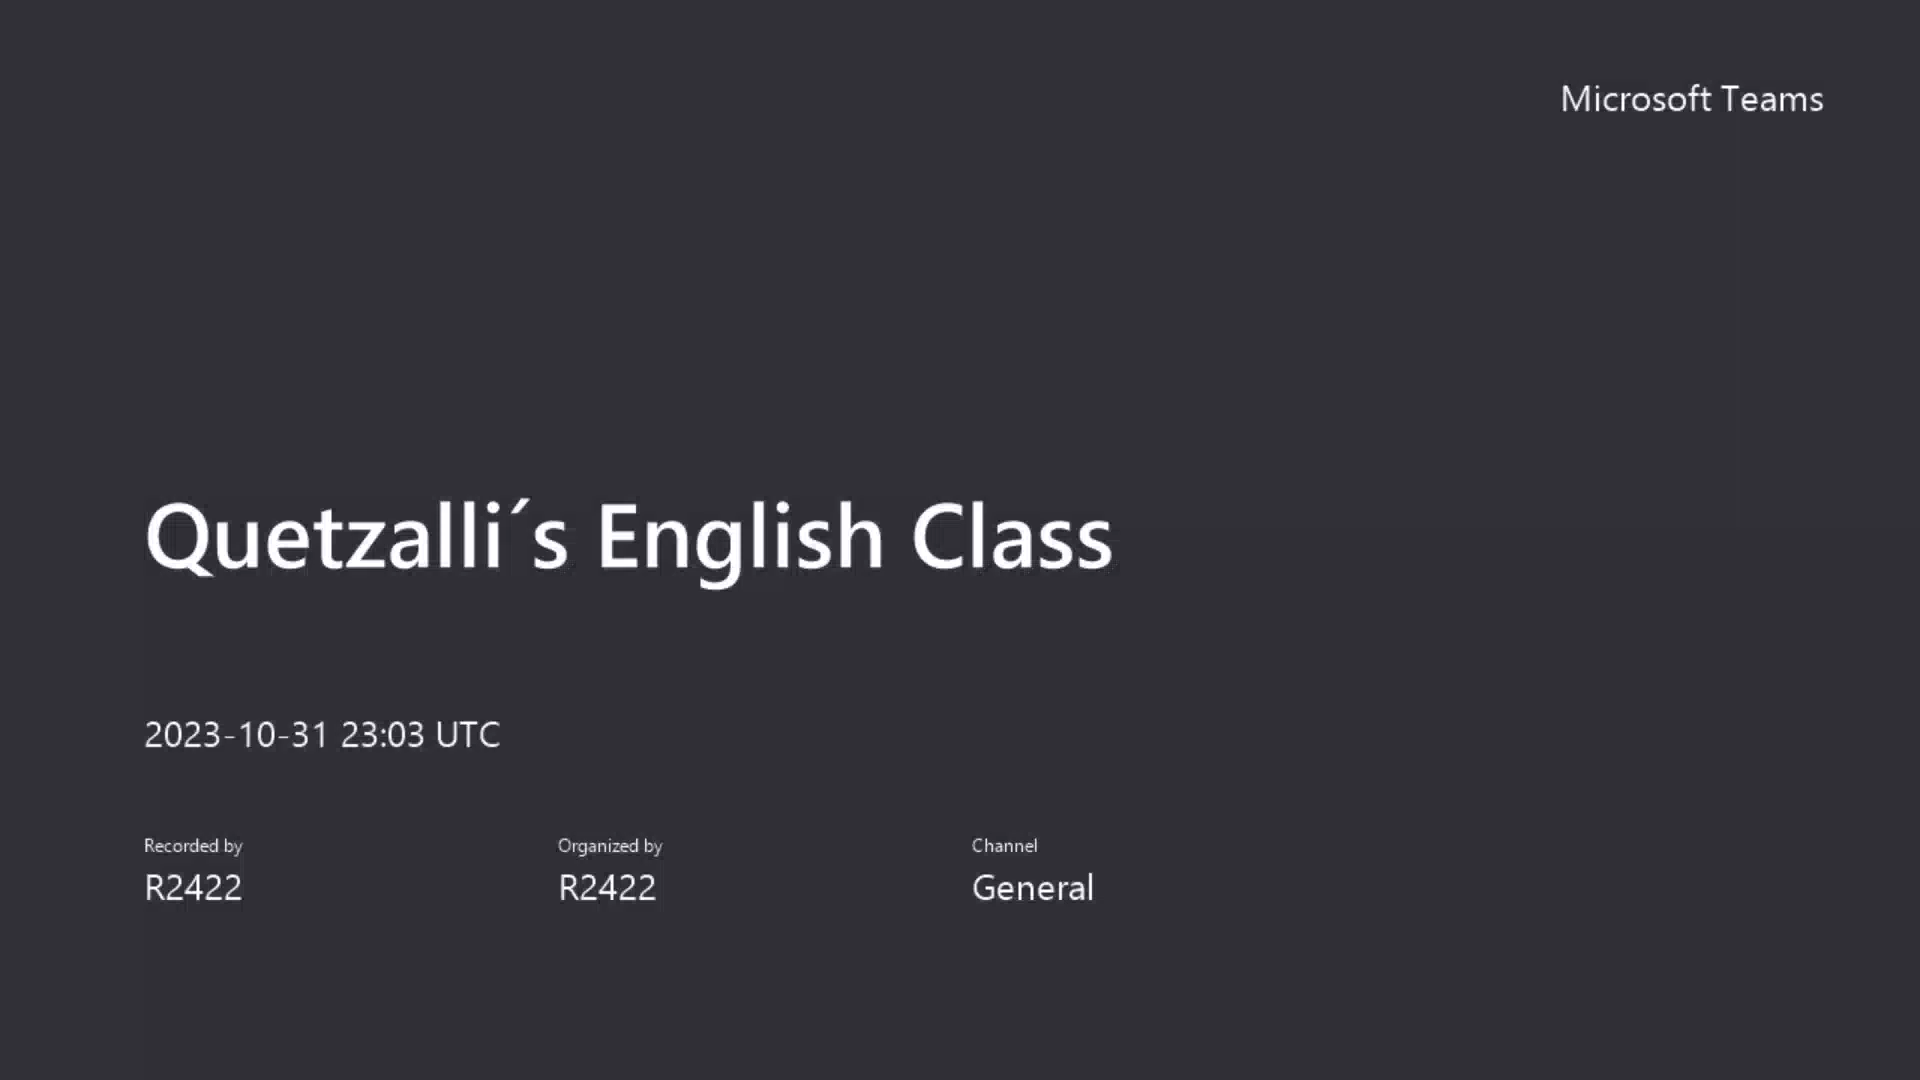 Microsoft Teams
Quetzalli´s English Class
2023-10-31 23:03 UTC
Recorded by
R2422
Organized by
R2422
Channel
General